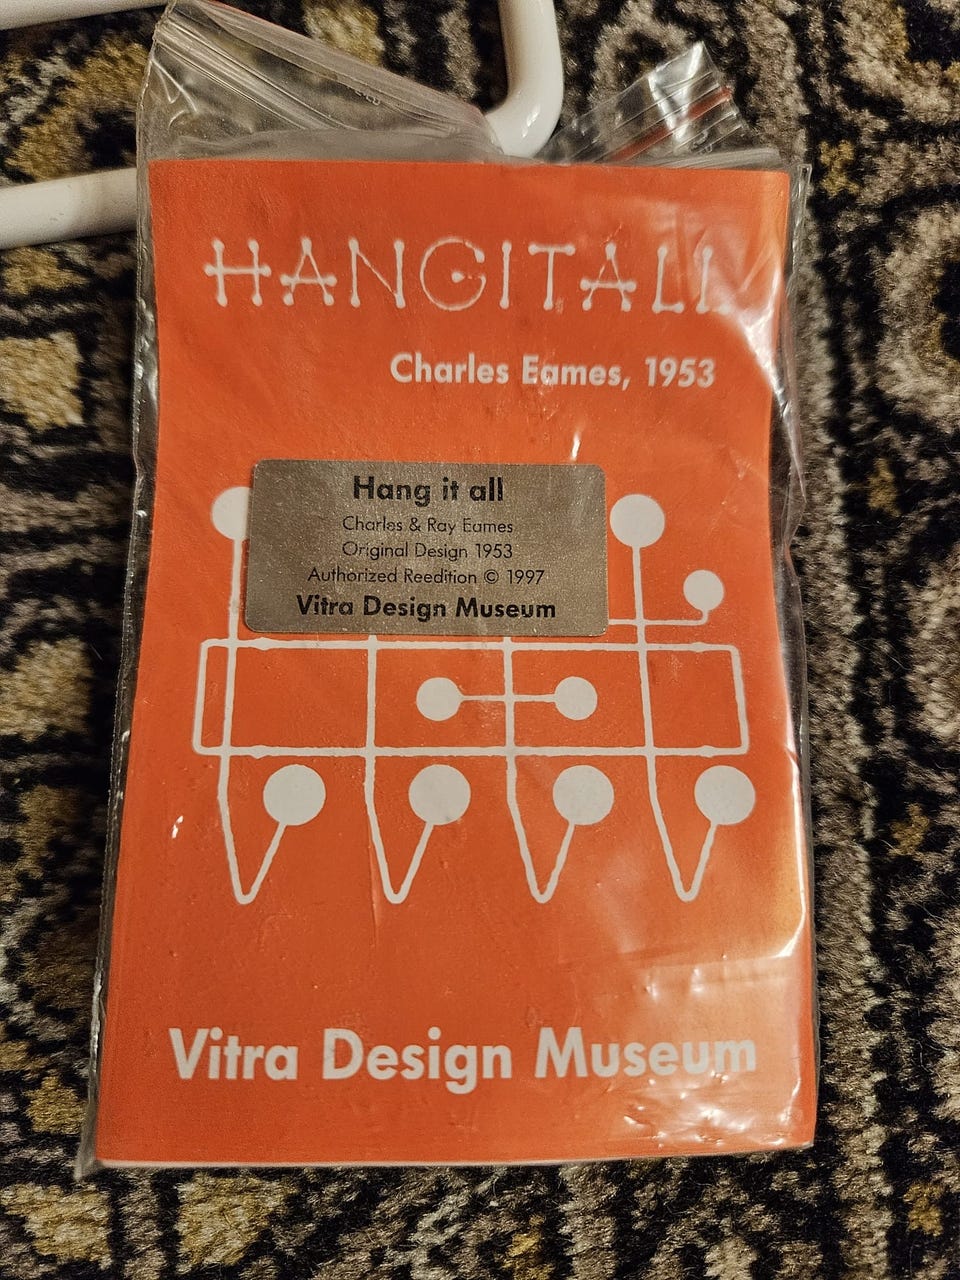 HANGITALL
Charles Eames, 1953
Hang it all
Charles & Ray Eames
Original Design 1953
Authorized Reedition © 1997
Vitra Design Museum
Vitra Design Museum